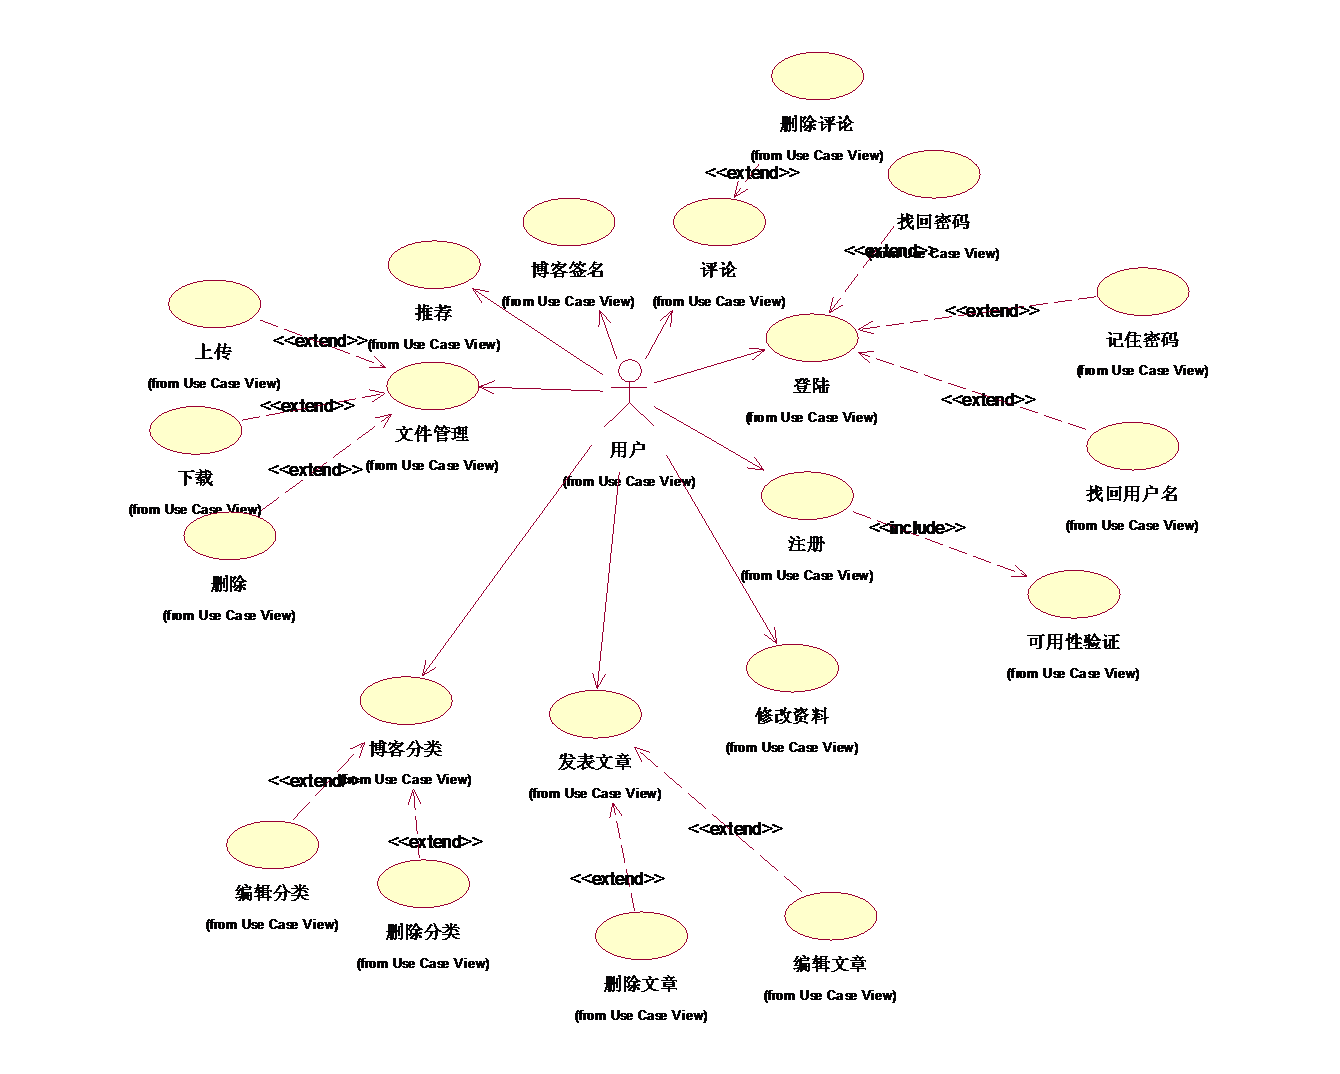 删除评论
(from Use Case View)
<<extend>>
找回密码
(from Use Case View)
<<extend>>
博客签名
(from Use Case View)
评论
(from Use Case View)
推荐
(from Use Case View)
记住密码
(from Use Case View)
<<extend>>
上传
(from Use Case View)
<<extend>>
登陆
(from Use Case View)
<<extend>>
下载
(from Use Case View)
<<extend>>
文件管理
(from Use Case View)
<<extend>>
用户
(from Use Case View)
找回用户名
(from Use Case View)
删除
(from Use Case View)
注册
(from Use Case View)
<<include>>
可用性验证
(from Use Case View)
修改资料
(from Use Case View)
博客分类
(from Use Case View)
<<extend>>
发表文章
(from Use Case View)
<<extend>>
<<extend>>
<<extend>>
编辑分类
(from Use Case View)
删除分类
(from Use Case View)
删除文章
(from Use Case View)
编辑文章
(from Use Case View)